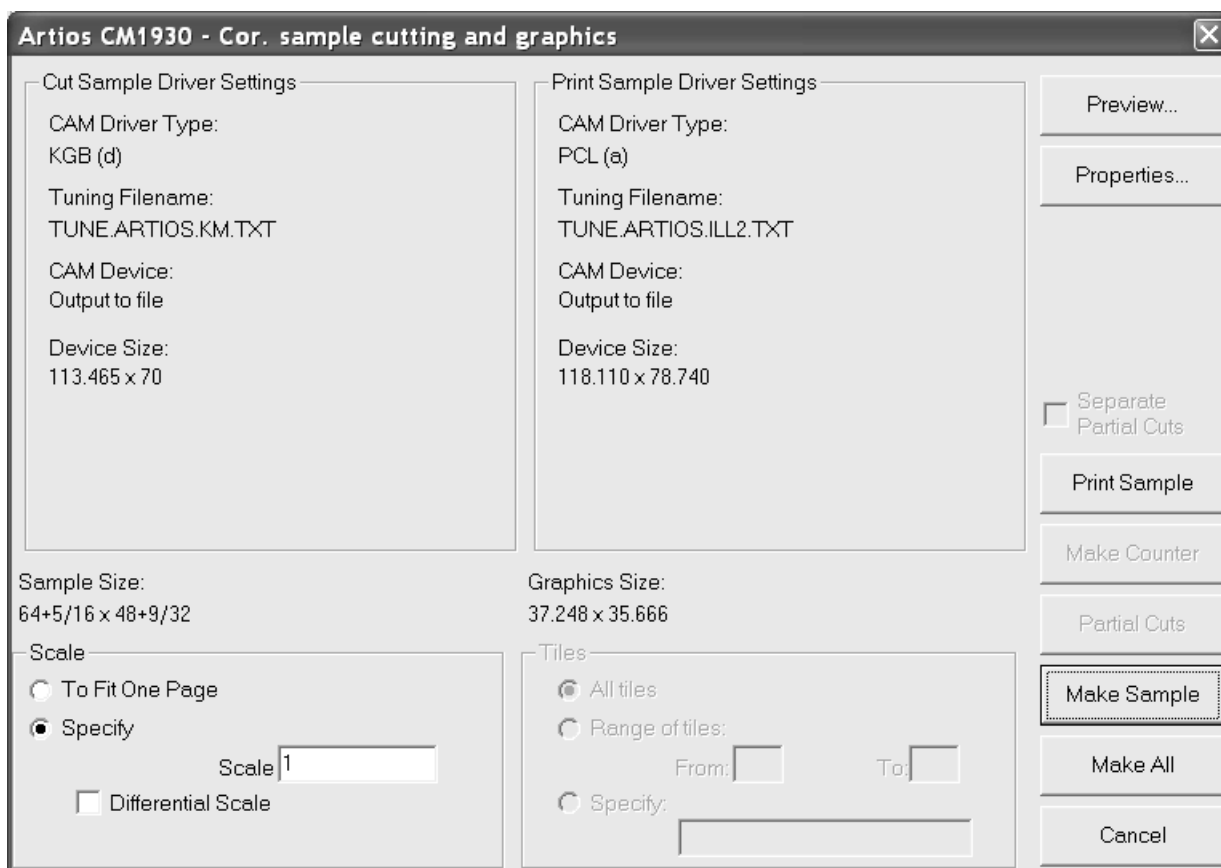 Artios CM1930 - Cor. sample cutting and graphics
Cut Sample Driver Settings
CAM Driver Type:
KGB (d)
Tuning Filename:
TUNE.ARTIOS.KM.TXT
CAM Device:
Output to file
Device Size:
113.465 x 70
Print Sample Driver Settings
CAM Driver Type:
PCL (a)
Tuning Filename:
TUNE.ARTIOS.ILL2.TXT
CAM Device:
Output to file
Device Size:
118.110 x 78.740
Preview...
Properties...
Separate
Partial Cuts
Print Sample
Make Counter
Partial Cuts
Make Sample
Make All
Cancel
Sample Size:
64+5/16 x 48+9/32
Graphics Size:
37.248 x 35.666
Scale
To Fit One Page
Specify
Scale 1
Differential Scale
Tiles
All tiles
Range of tiles:
From: To:
Specify: